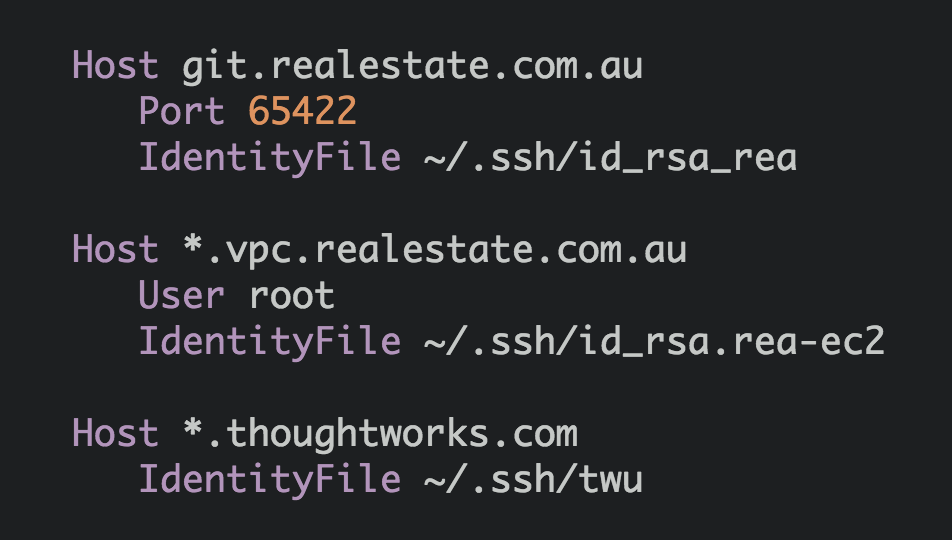 Host git.realestate.com.au
Port 65422
IdentityFile ~/.ssh/id_rsa_rea
Host *.vpc.realestate.com.au
User root
IdentityFile ~/.ssh/id_rsa.rea-ec2
Host *.thoughtworks.com
IdentityFile ~/.ssh/twu